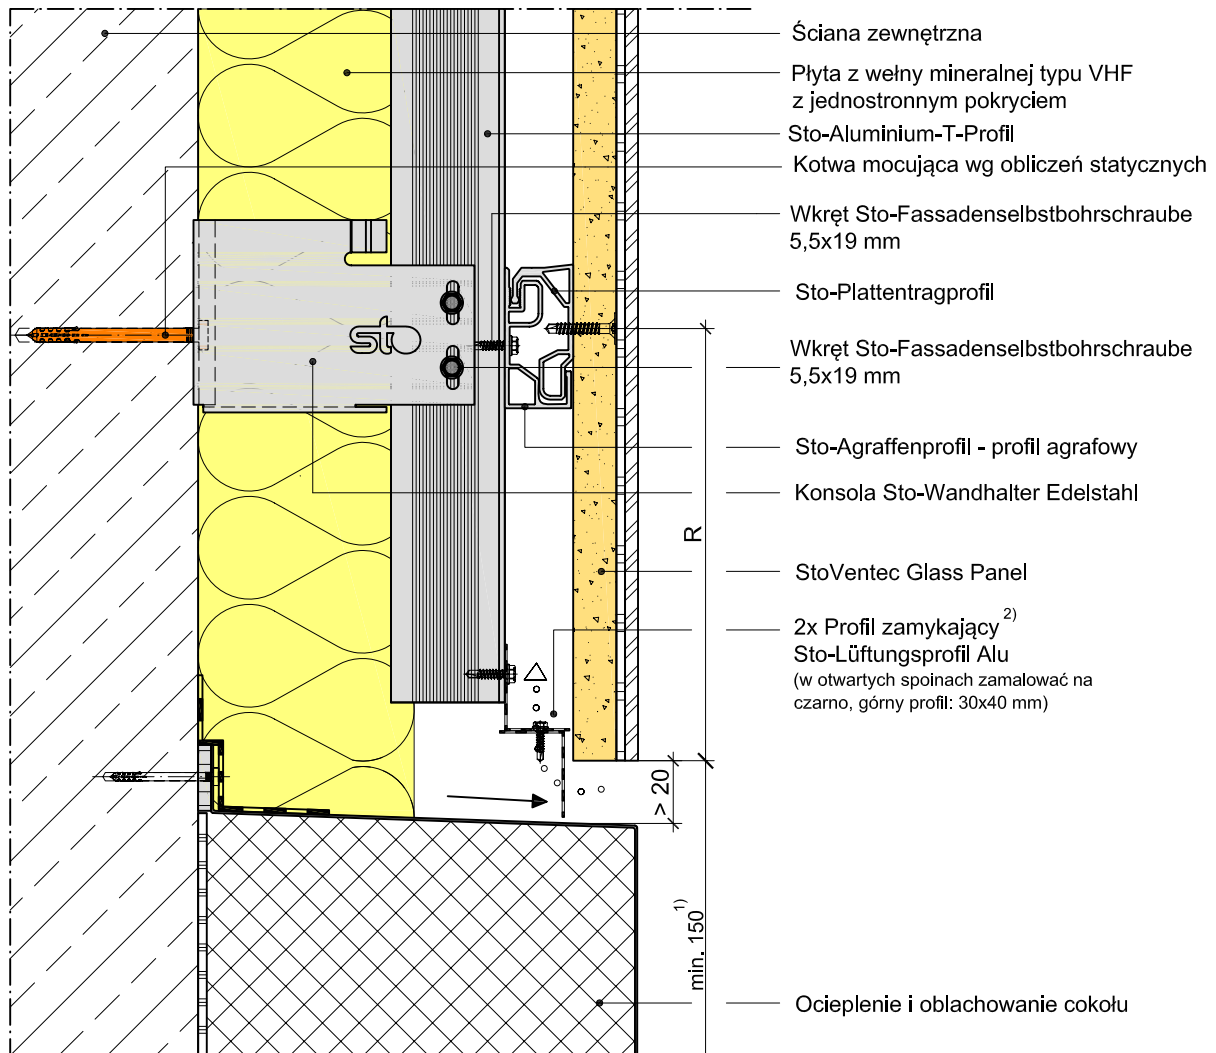 Ściana zewnętrzna
Płyta z wełny mineralnej typu VHF
z jednostronnym pokryciem
Sto-Aluminium-T-Profil
Kotwa mocująca wg obliczeń statycznych
Wkręt Sto-Fassadenselbstbohrschraube
5,5x19 mm
Sto-Plattentragprofil
sto
Wkręt Sto-Fassadenselbstbohrschraube
5,5x19 mm
Sto-Agraffenprofil - profil agrafowy
Konsola Sto-Wandhalter Edelstahl
R
StoVentec Glass Panel
2x Profil zamykający 2)
Sto-Lüftungsprofil Alu
(w otwartych spoinach zamalować na
czarno, górny profil: 30x40 mm)
> 20
min. 150 1)
Ocieplenie i oblachowanie cokołu